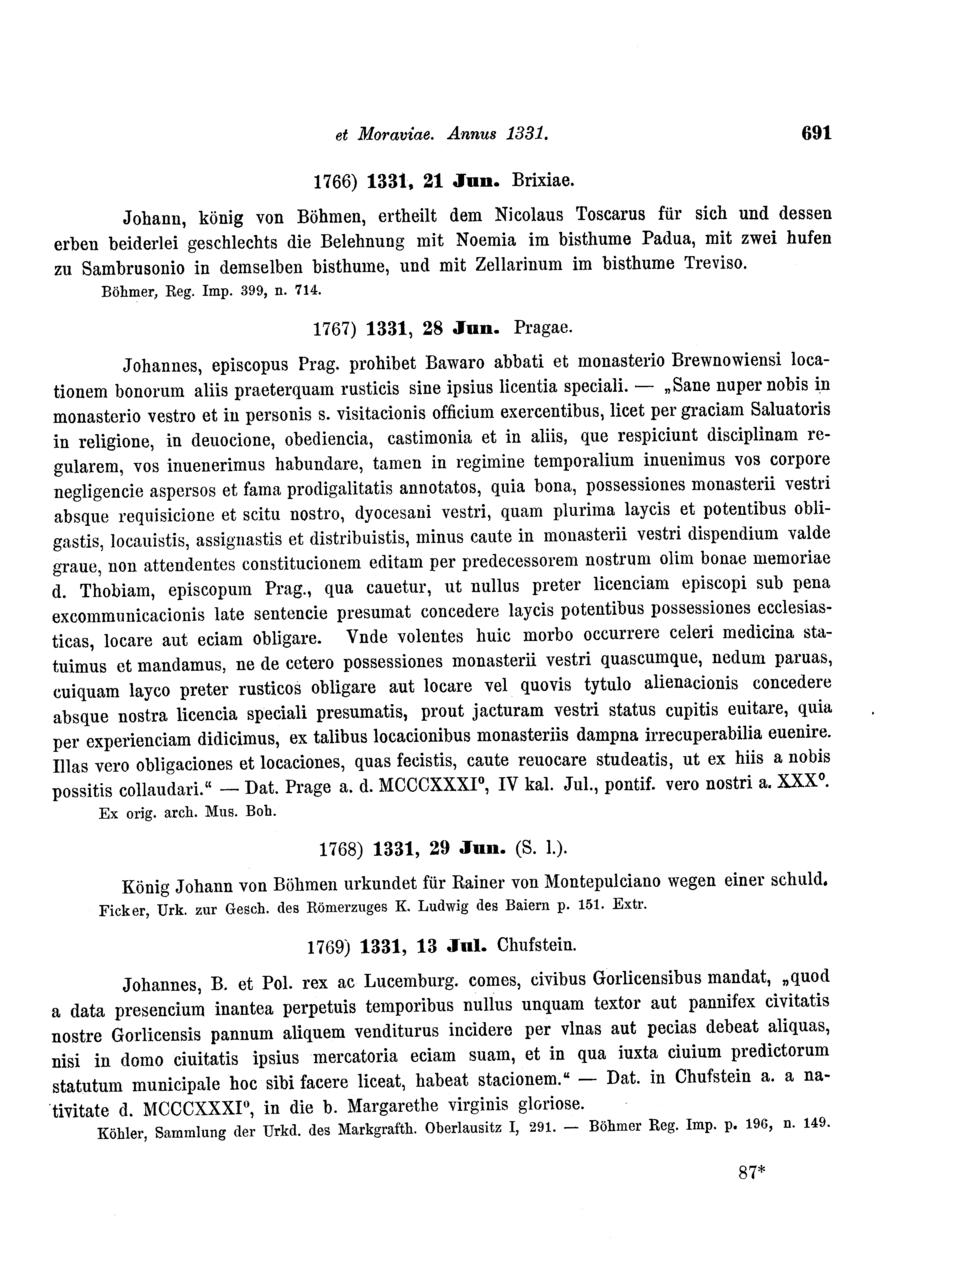 et Moraviae. Annus 1331. 691
1766) 1331, 21 Jun. Brixiae.
Johann, könig von Böhmen, ertheilt dem Nicolaus Toscarus für sich und dessen
erben beiderlei geschlechts die Belehnung mit Noemia im bisthume Padua, mit zwei hufen
zu Sambrusonio in demselben bisthume, und mit Zellarinum im bisthume Treviso.
Böhmer, Reg. Imp. 399, n. 714.
1767) 1331, 28 Jun. Pragae.
Johannes, episcopus Prag. prohibet Bawaro abbati et monasterio Brewnowiensi loca-
tionem bonorum aliis praeterquam rusticis sine ipsius licentia speciali. — „Sane nuper nobis in
monasterio vestro et in personis s. visitacionis officium exercentibus, licet per graciam Saluatoris
in religione, in deuocione, obediencia, castimonia et in aliis, que respiciunt disciplinam re-
gularem, vos inuenerimus habundare, tamen in regimine temporalium inuenimus vos corpore
negligencie aspersos et fama prodigalitatis annotatos, quia bona, possessiones monasterii vestri
absque requisicione et scitu nostro, dyocesani vestri, quam plurima laycis et potentibus obli-
gastis, locauistis, assignastis et distribuistis, minus caute in monasterii vestri dispendium valde
graue, non attendentes constitucionem editam per predecessorem nostrum olim bonae memoriae
d. Thobiam, episcopum Prag., qua cauetur, ut nullus preter licenciam episcopi sub pena
excommunicacionis late sentencie presumat concedere laycis potentibus possessiones ecclesias-
ticas, locare aut eciam obligare. Vnde volentes huic morbo occurrere celeri medicina sta-
tuimus et mandamus, ne de cetero possessiones monasterii vestri quascumque, nedum paruas,
cuiquam layco preter rusticos obligare aut locare vel quovis tytulo alienacionis concedere
absque nostra licencia speciali presumatis, prout jacturam vestri status cupitis euitare, quia
per experienciam didicimus, ex talibus locacionibus monasteriis dampna irrecuperabilia euenire.
Illas vero obligaciones et locaciones, quas fecistis, caute reuocare studeatis, ut ex hiis a nobis
possitis collaudari.“ — Dat. Prage a. d. MCCCXXXI⁰, IV kal. Jul., pontif. vero nostri a. XXX⁰.
Ex orig. arch. Mus. Boh.
1768) 1331, 29 Jun. (S. l.).
König Johann von Böhmen urkundet für Rainer von Montepulciano wegen einer schuld.
Ficker, Urk. zur Gesch. des Römerzuges K. Ludwig des Baiern p. 151. Extr.
1769) 1331, 13 Jul. Chufstein.
Johannes, B. et Pol. rex ac Lucemburg. comes, civibus Gorlicensibus mandat, „quod
a data presencium inantea perpetuis temporibus nullus unquam textor aut pannifex civitatis
nostre Gorlicensis pannum aliquem venditurus incidere per vlnas aut pecias debeat aliquas,
nisi in domo ciuitatis ipsius mercatoria eciam suam, et in qua iuxta ciuium predictorum
statutum municipale hoc sibi facere liceat, habeat stacionem.“ — Dat. in Chufstein a. a na-
tivitate d. MCCCXXXI⁰, in die b. Margarethe virginis gloriose.
Köhler, Sammlung der Urkd. des Markgrafth. Oberlausitz I, 291. — Böhmer Reg. Imp. p. 196, n. 149.
87*